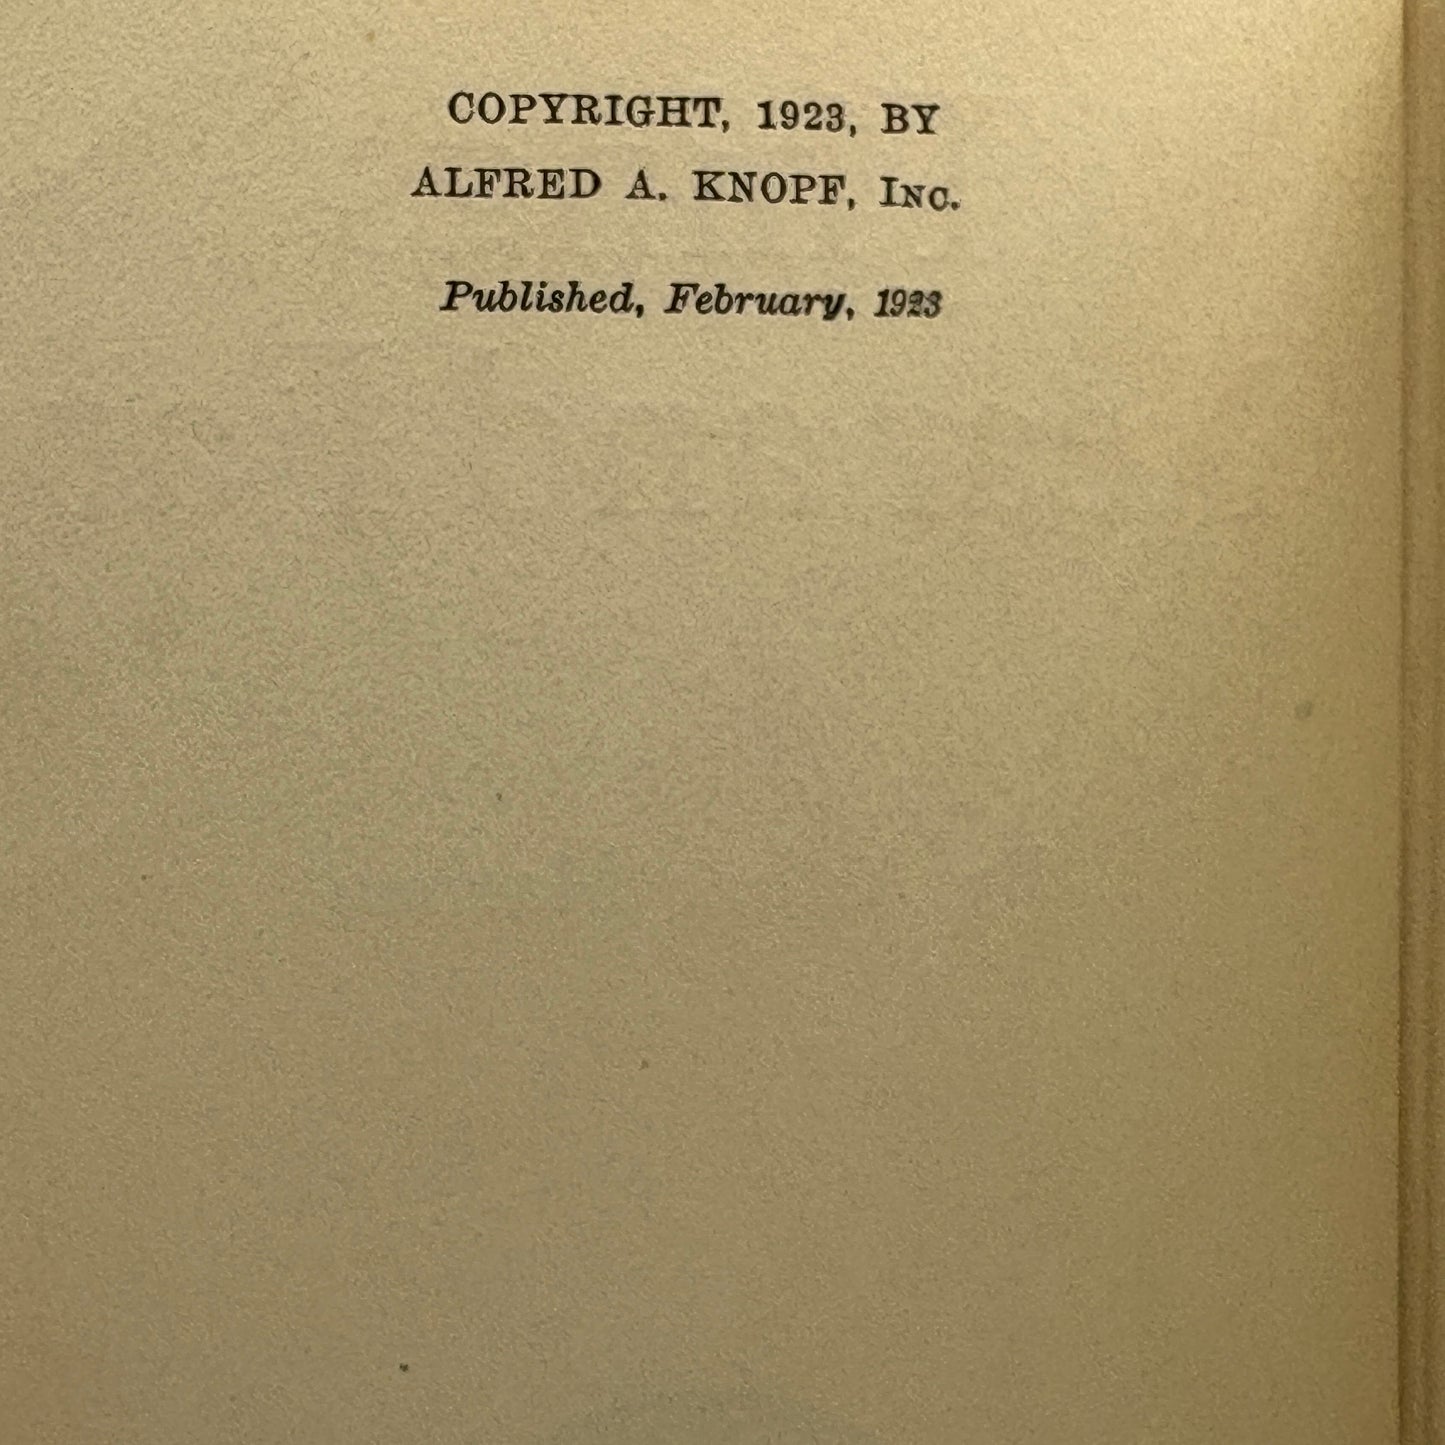 COPYRIGHT, 1923, BY
ALFRED A. KNOPF, INC.
Published, February, 1923